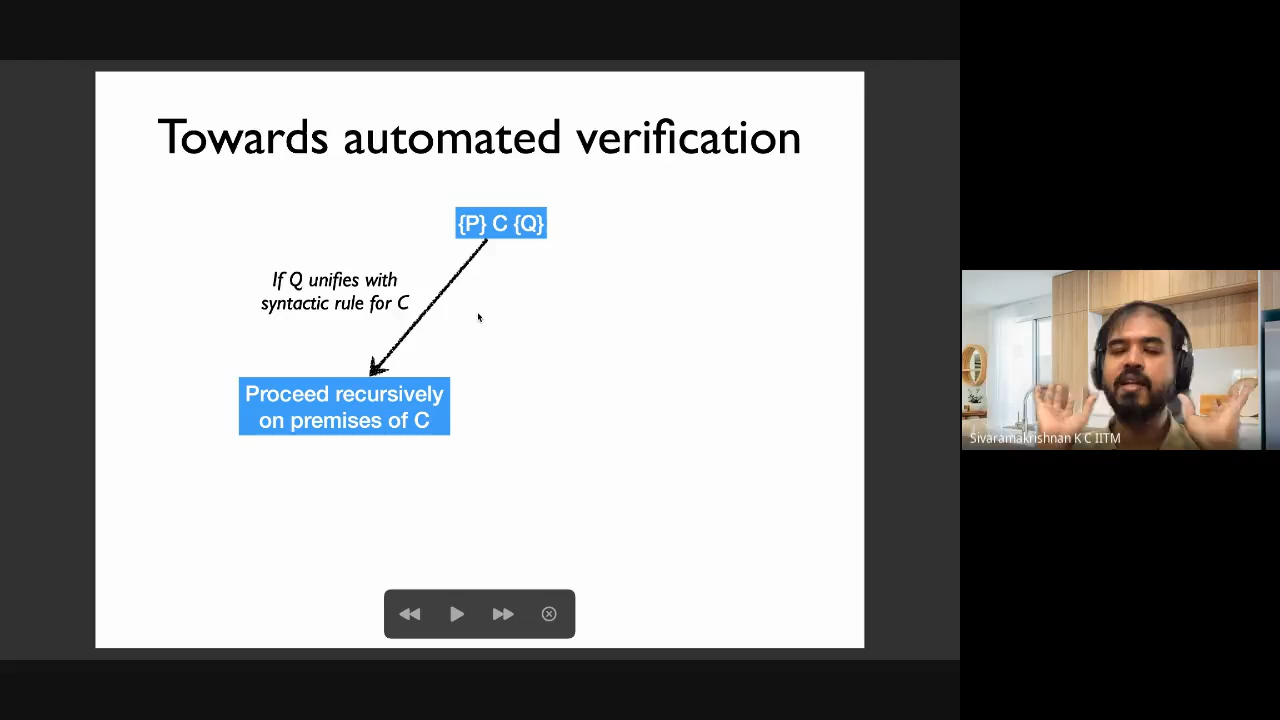 Towards automated verification
{P} C {Q}
If Q unifies with
syntactic rule for C
Proceed recursively
on premises of C
Sivaramakrishnan K C IITM